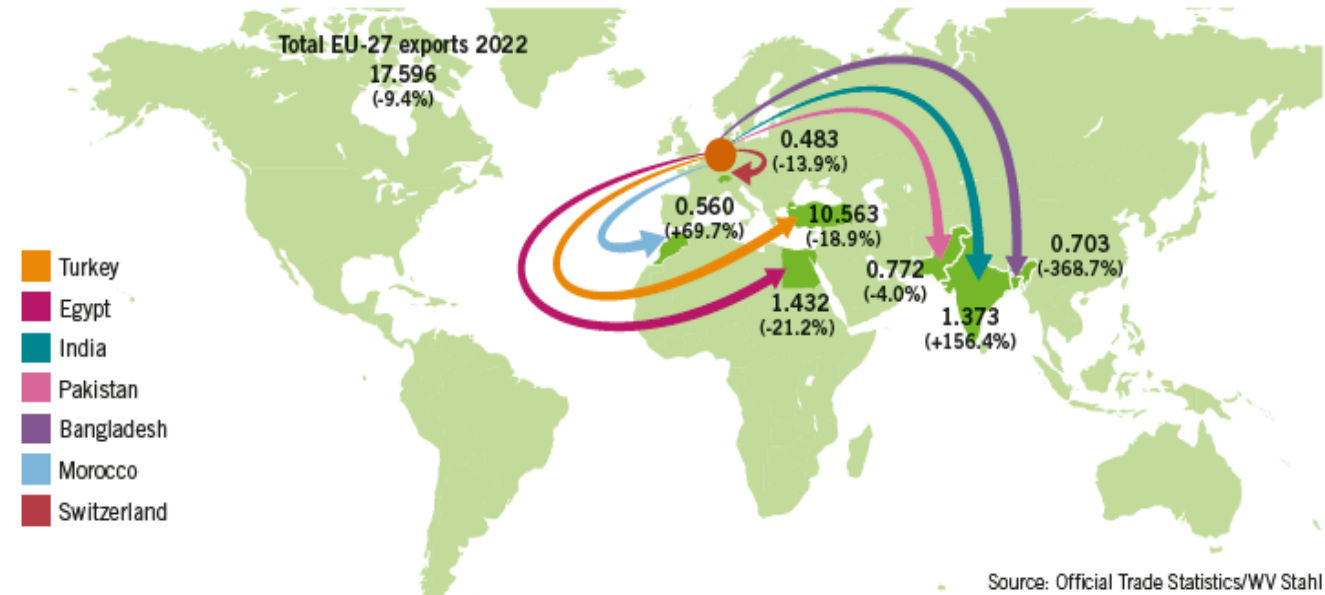 Total EU-27 exports 2022
17.596
(-9.4%)
0.483
(-13.9%)
0.560
(+69.7%)
10.563
(-18.9%)
0.703
(-368.7%)
0.772
(-4.0%)
1.432
(-21.2%)
1.373
(+156.4%)
Turkey
Egypt
India
Pakistan
Bangladesh
Morocco
Switzerland
Source: Official Trade Statistics/WV Stahl